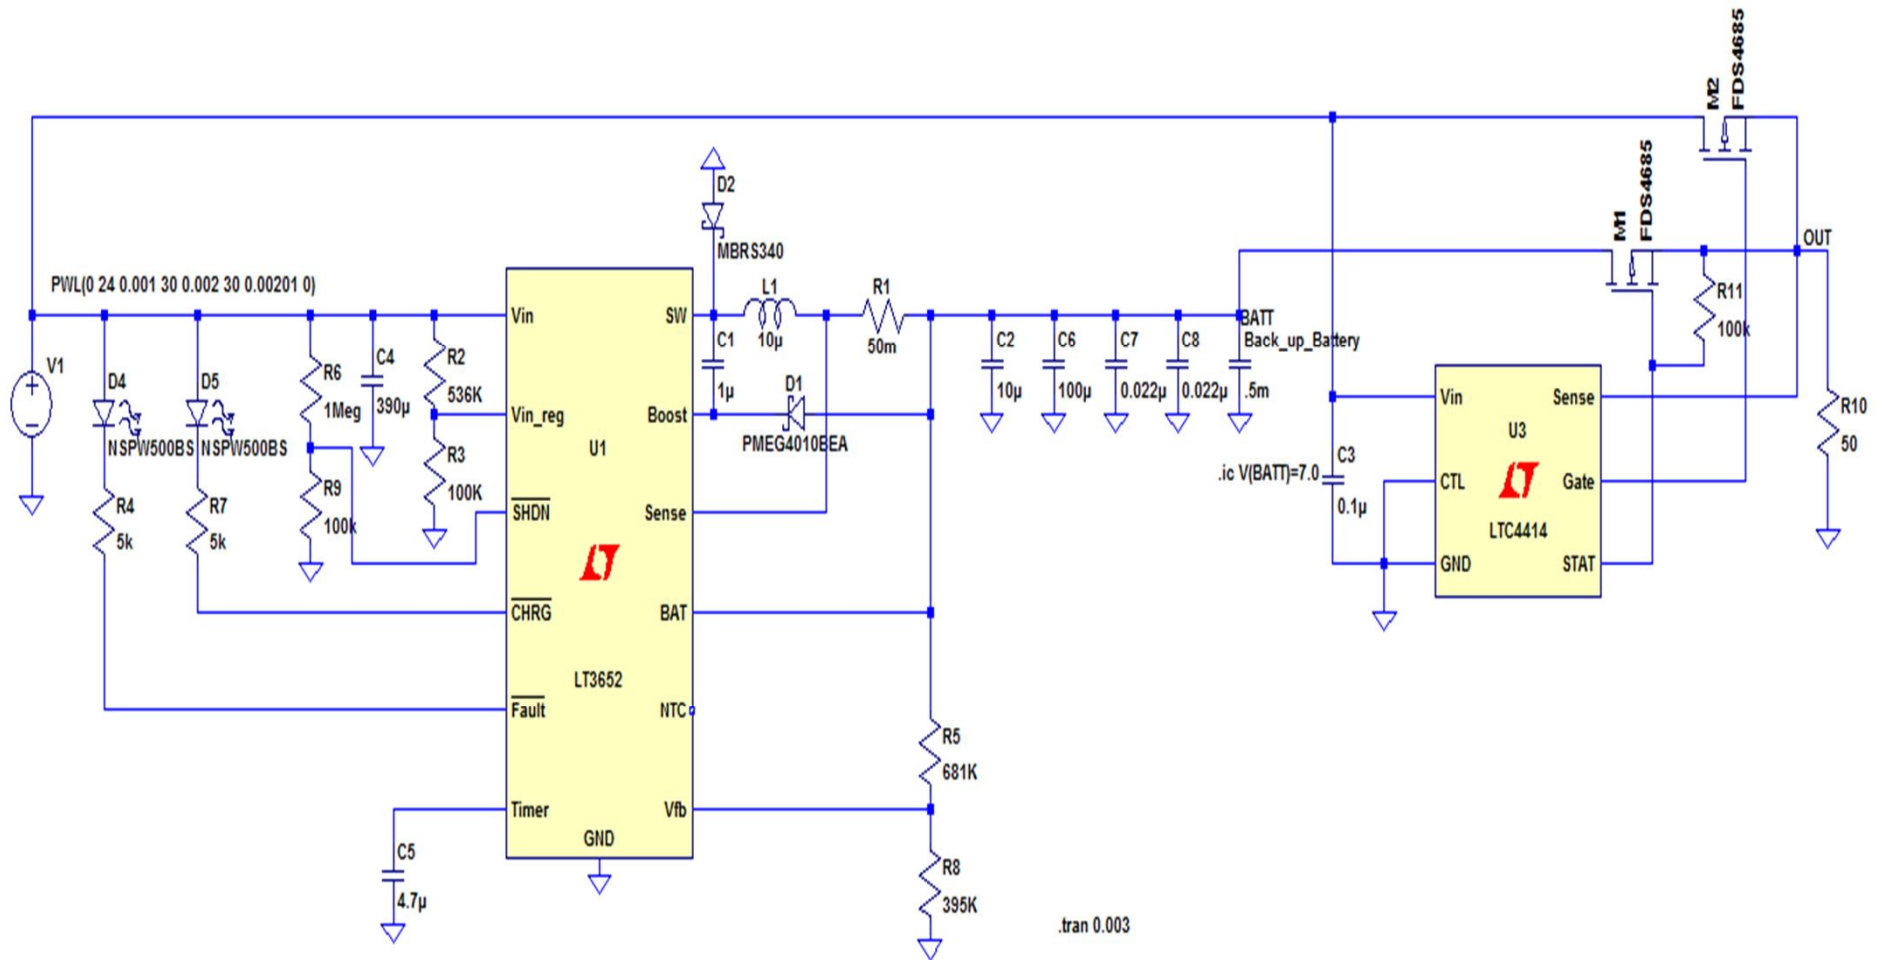 M2
FDS4685
M1
FDS4685
D2
MBRS340
OUT
PWL(0 24 0.001 30 0.002 30 0.00201 0)
V1
D4
NSPW500BS
D5
NSPW500BS
R4
5k
R7
5k
R6
1Meg
R9
100k
C4
390µ
R2
536K
R3
100K
Vin
Vin_reg
SHDN
CHRG
Fault
Timer
GND
U1
LT3652
SW
Boost
Sense
BAT
NTC
Vfb
C5
4.7µ
L1
10µ
C1
1µ
D1
PMEG4010BEA
R1
50m
C2
10µ
C6
100µ
C7
0.022µ
C8
0.022µ
BATT
Back_up_Battery
.5m
R5
681K
R8
395K
.ic V(BATT)=7.0
C3
0.1µ
R11
100k
Vin
CTL
GND
U3
LTC4414
Sense
Gate
STAT
R10
50
.tran 0.003